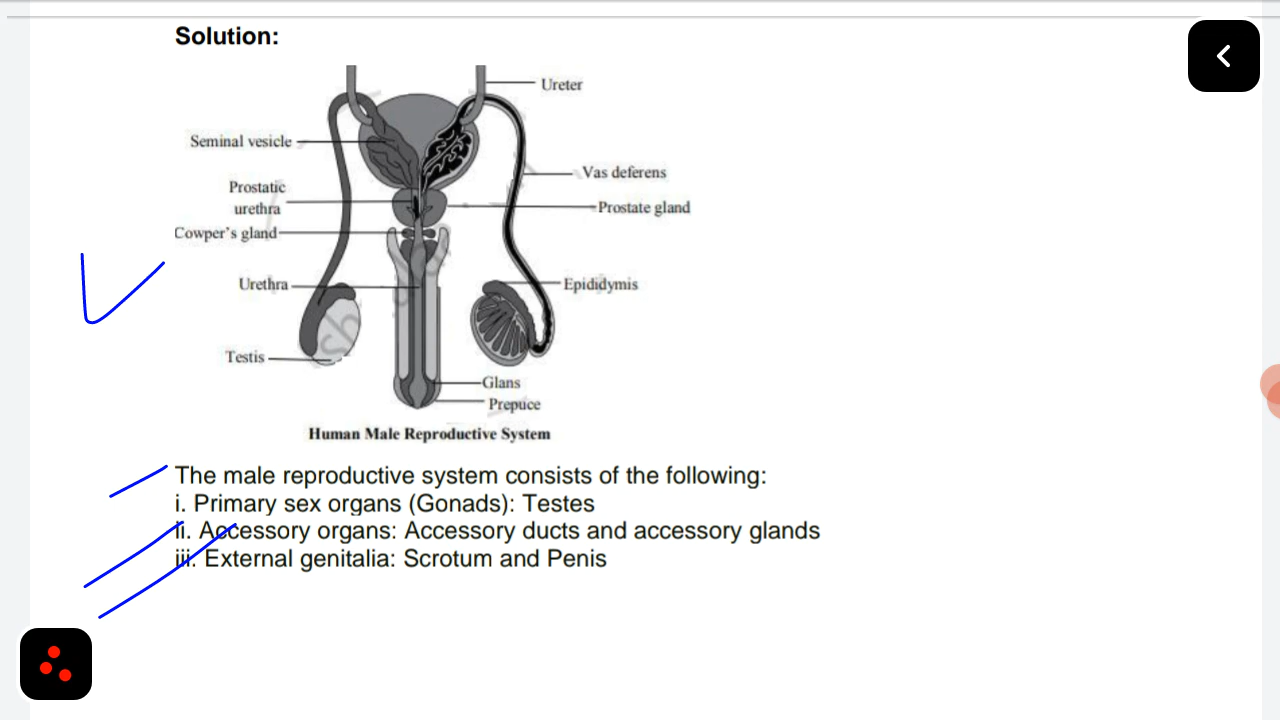 Solution:
Ureter
Seminal vesicle
Vas deferens
Prostatic
urethra
Prostate gland
Cowper's gland
Urethra
Epididymis
Testis
Glans
Prepuce
Human Male Reproductive System
The male reproductive system consists of the following:
i. Primary sex organs (Gonads): Testes
ii. Accessory organs: Accessory ducts and accessory glands
iii. External genitalia: Scrotum and Penis